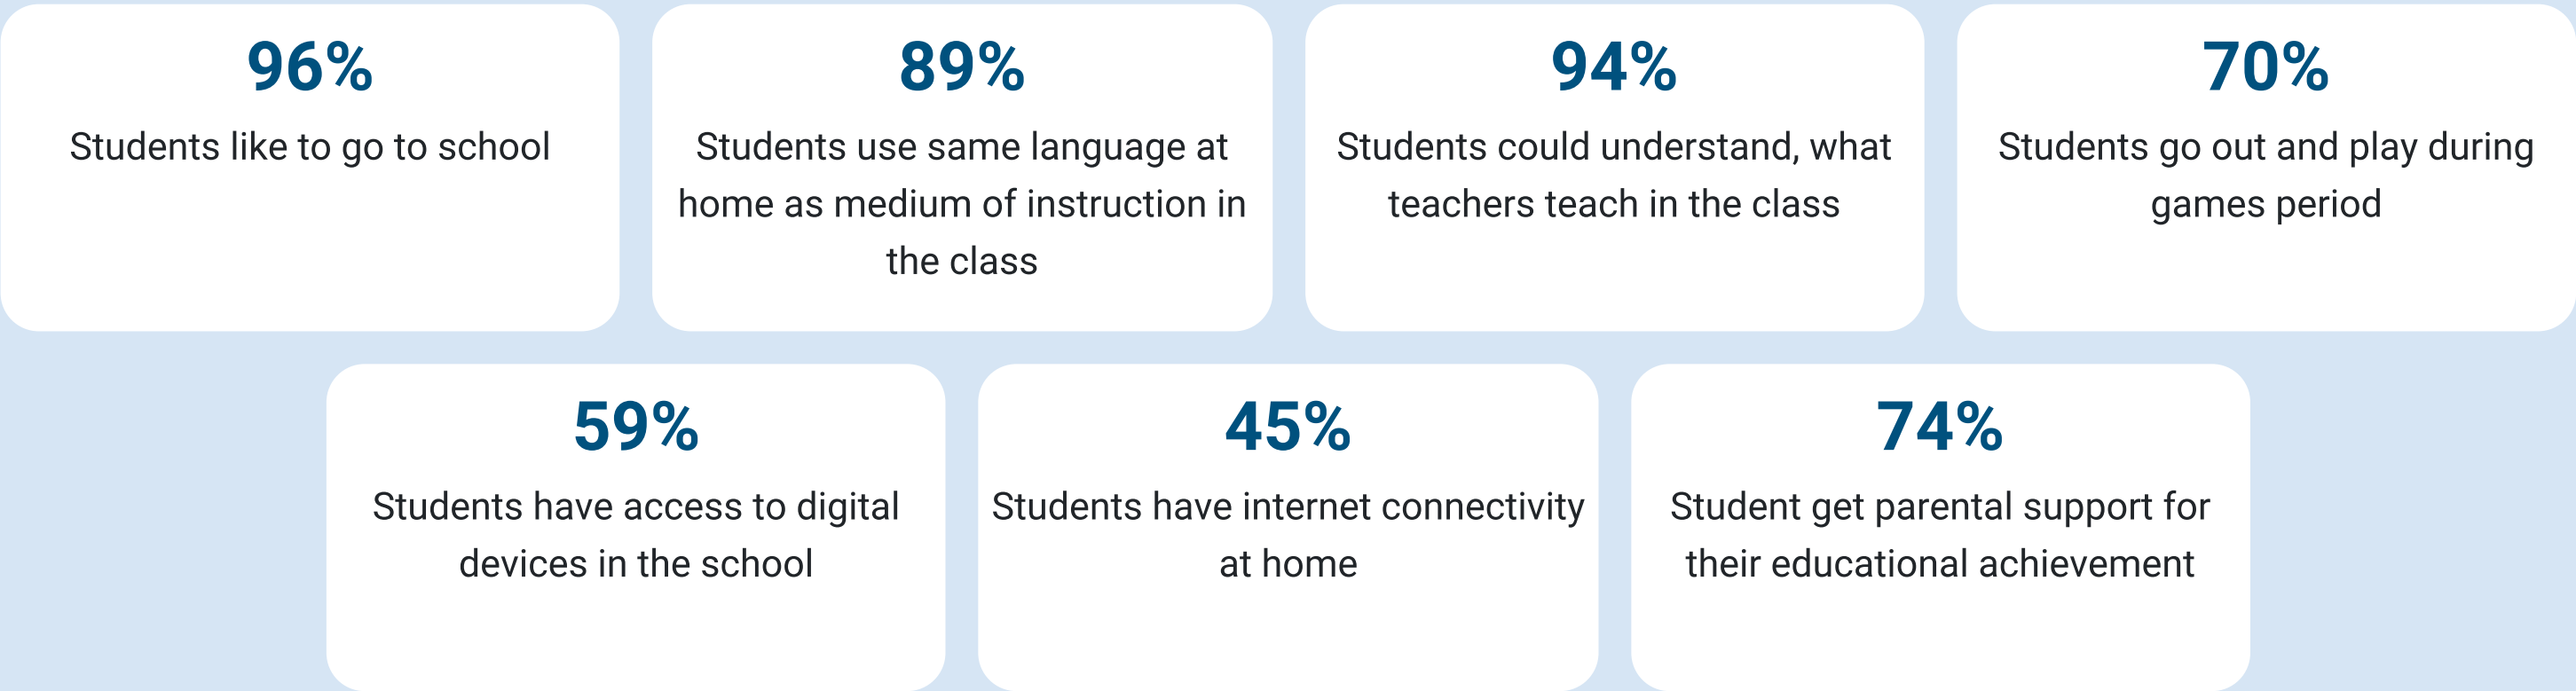 96%
Students like to go to school
89%
Students use same language at
home as medium of instruction in
the class
94%
Students could understand, what
teachers teach in the class
70%
Students go out and play during
games period
59%
Students have access to digital
devices in the school
45%
Students have internet connectivity
at home
74%
Student get parental support for
their educational achievement